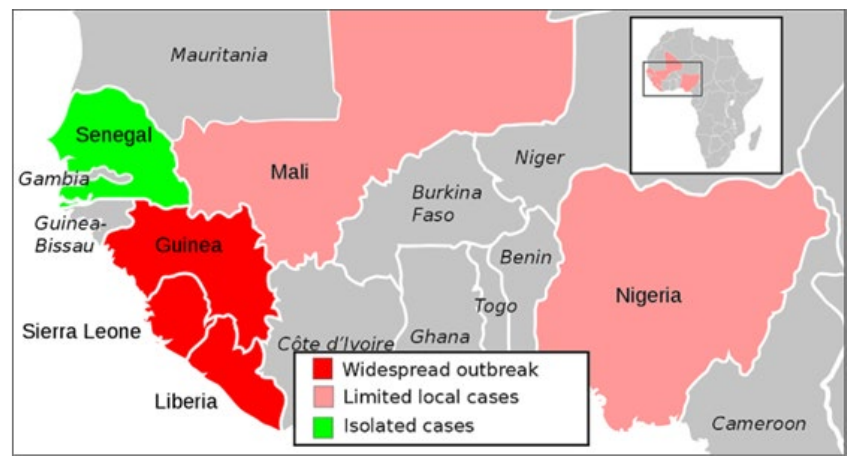 Mauritania
Senegal
Gambia
Mali
Niger
Burkina
Faso
Guinea-
Bissau
Guinea
Benin
Togo
Nigeria
Sierra Leone
Côte d’Ivoire
Ghana
Liberia
Cameroon
Widespread outbreak
Limited local cases
Isolated cases